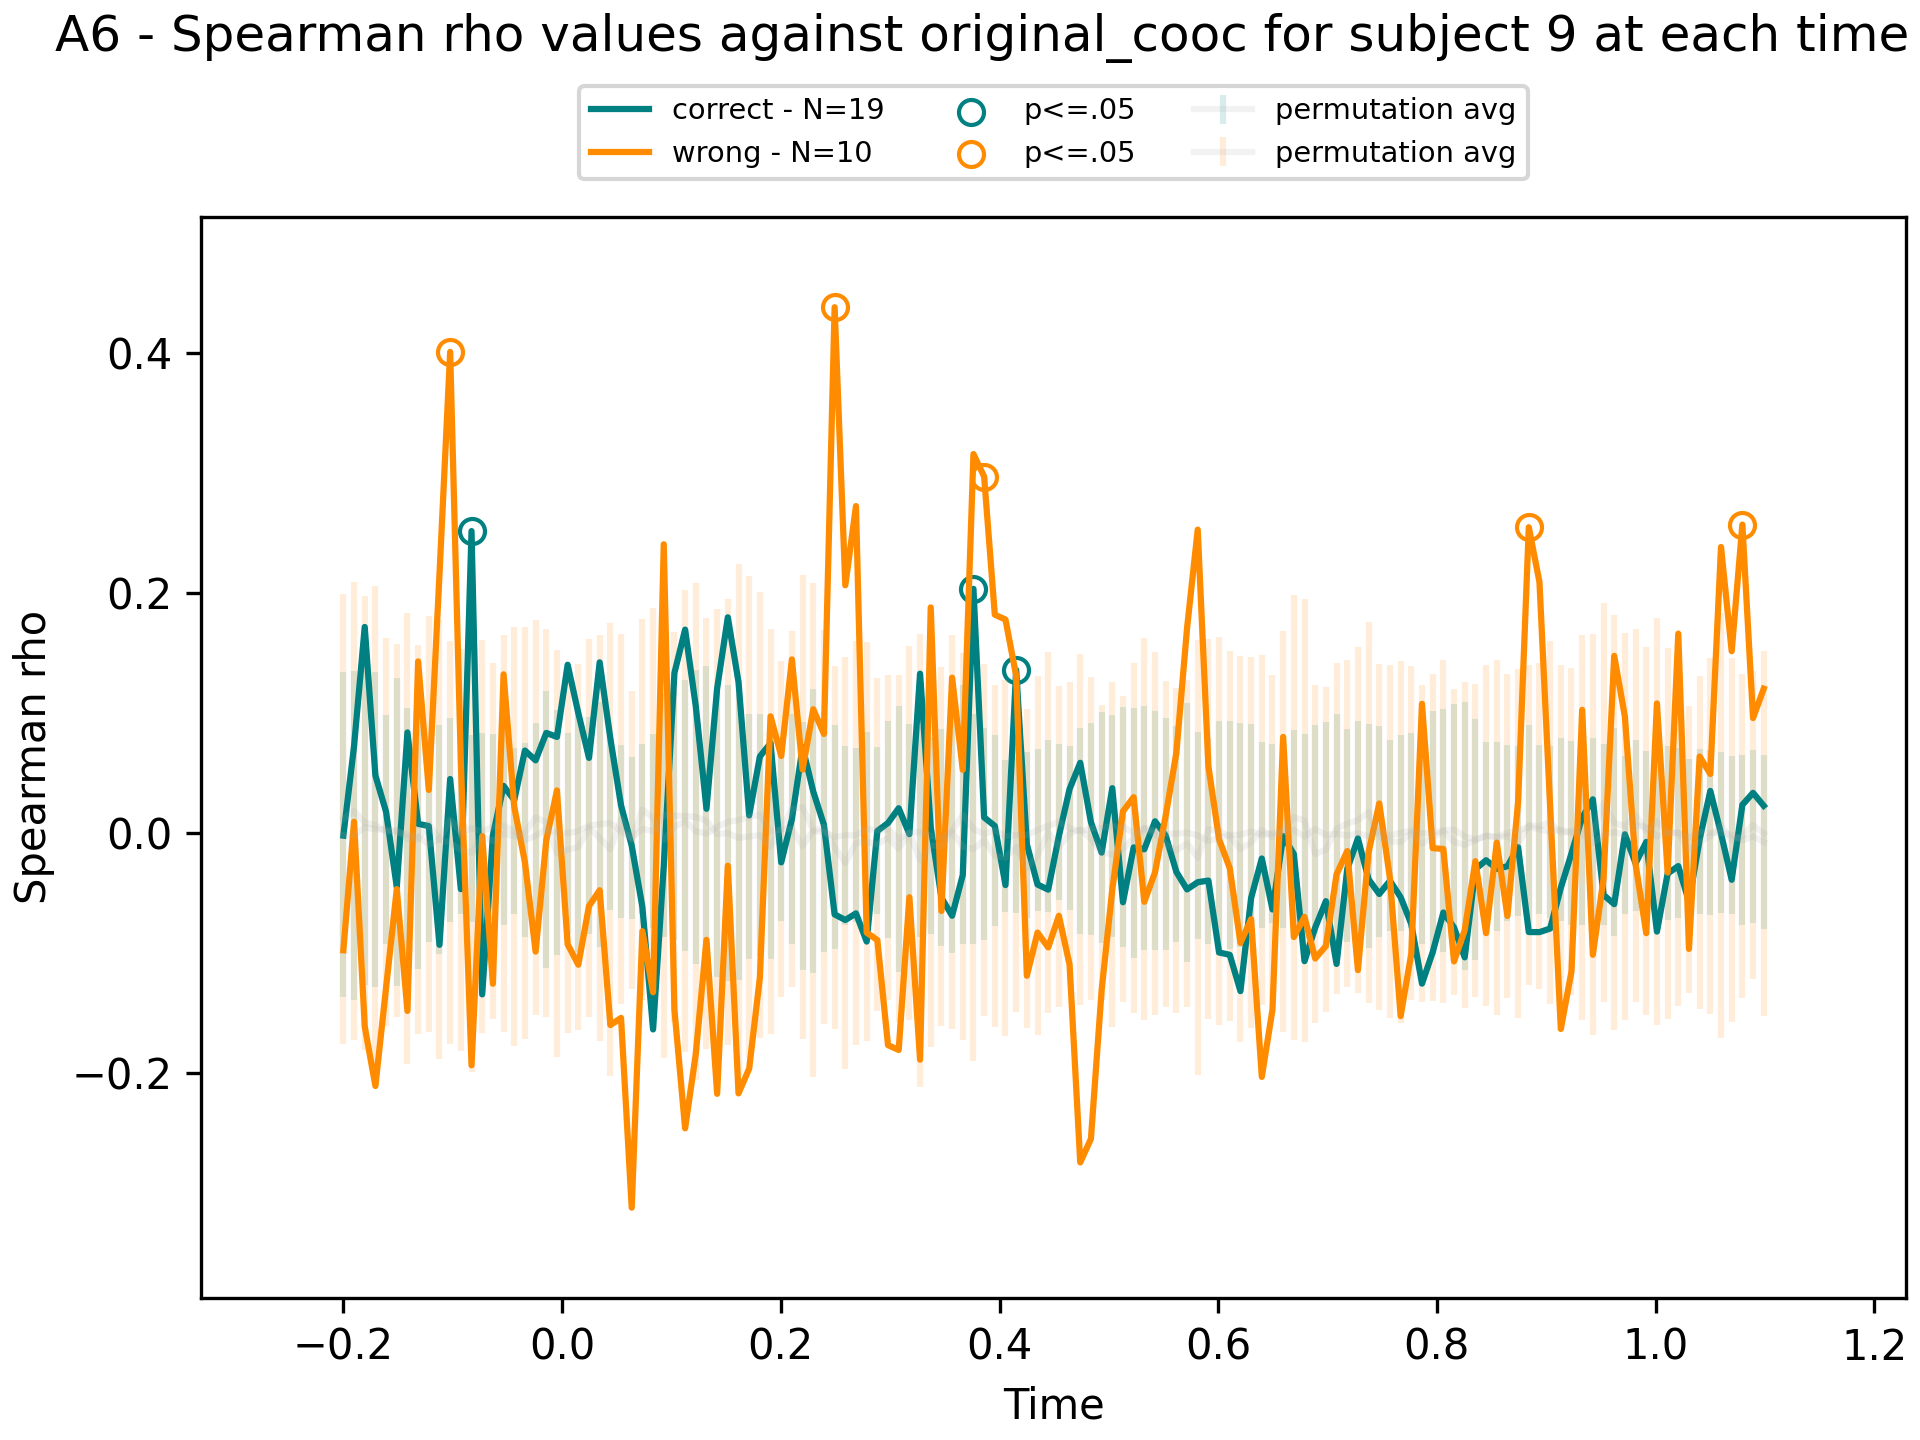 A6 - Spearman rho values against original_cooc for subject 9 at each time
correct - N=19
wrong - N=10
p<=.05
p<=.05
permutation avg
permutation avg
Spearman rho
0.4
0.2
0.0
−0.2
−0.2
0.0
0.2
0.4
0.6
0.8
1.0
1.2
Time